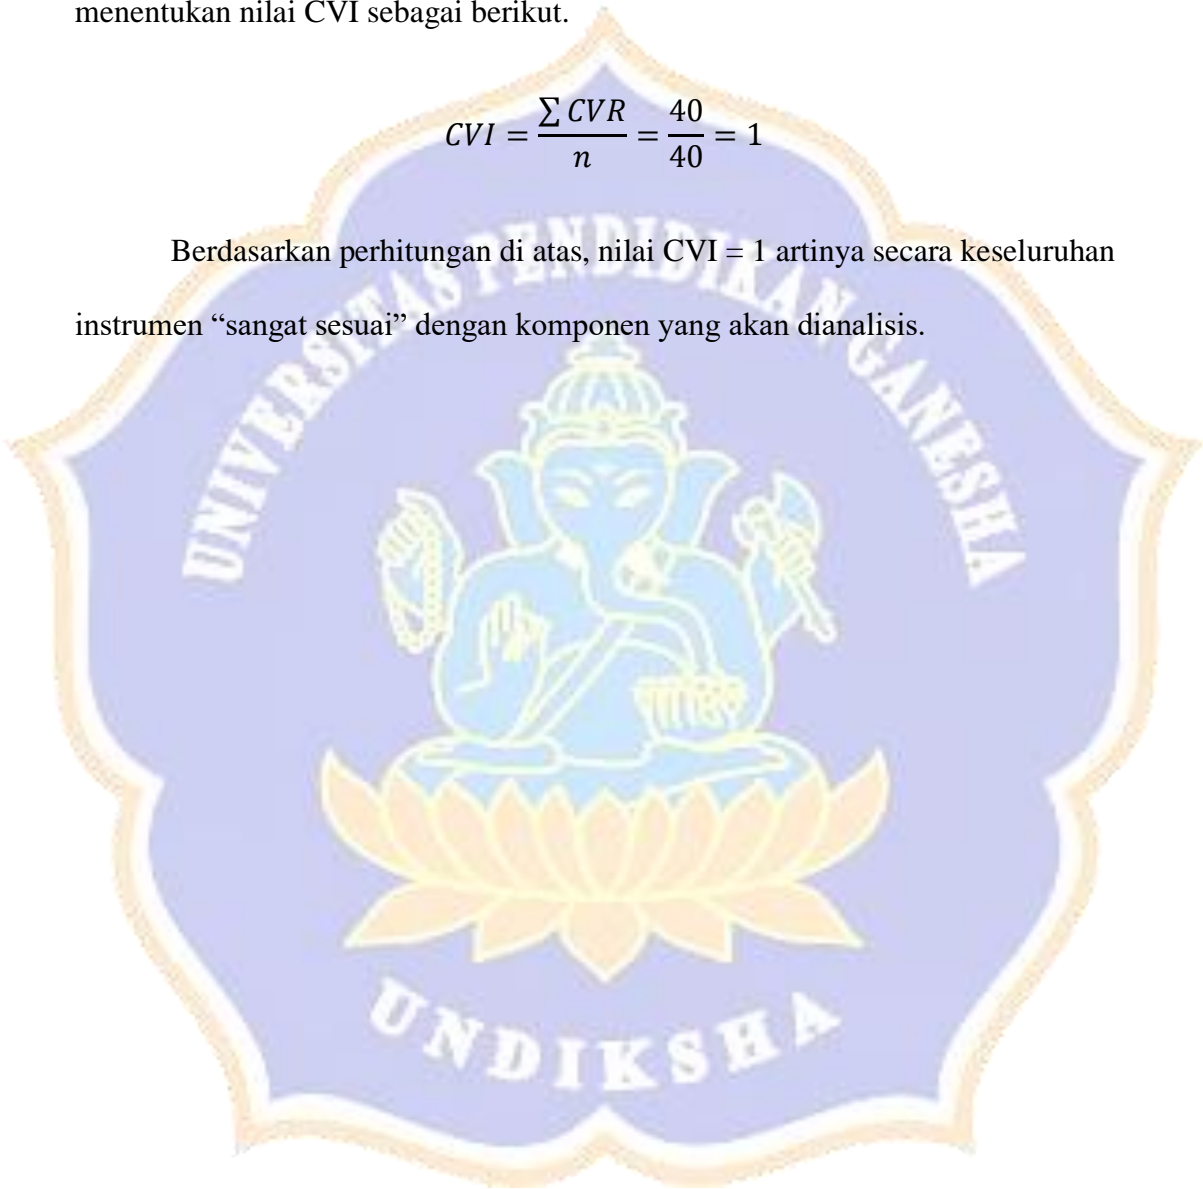 menentukan nilai CVI sebagai berikut.
𝐶𝑉𝐼 = ∑ 𝐶𝑉𝑅 / 𝑛 = 40 / 40 = 1
Berdasarkan perhitungan di atas, nilai CVI = 1 artinya secara keseluruhan
instrumen “sangat sesuai” dengan komponen yang akan dianalisis.
UNIVERSITAS PENDIDIKAN GANESHA
UNDIKSHA